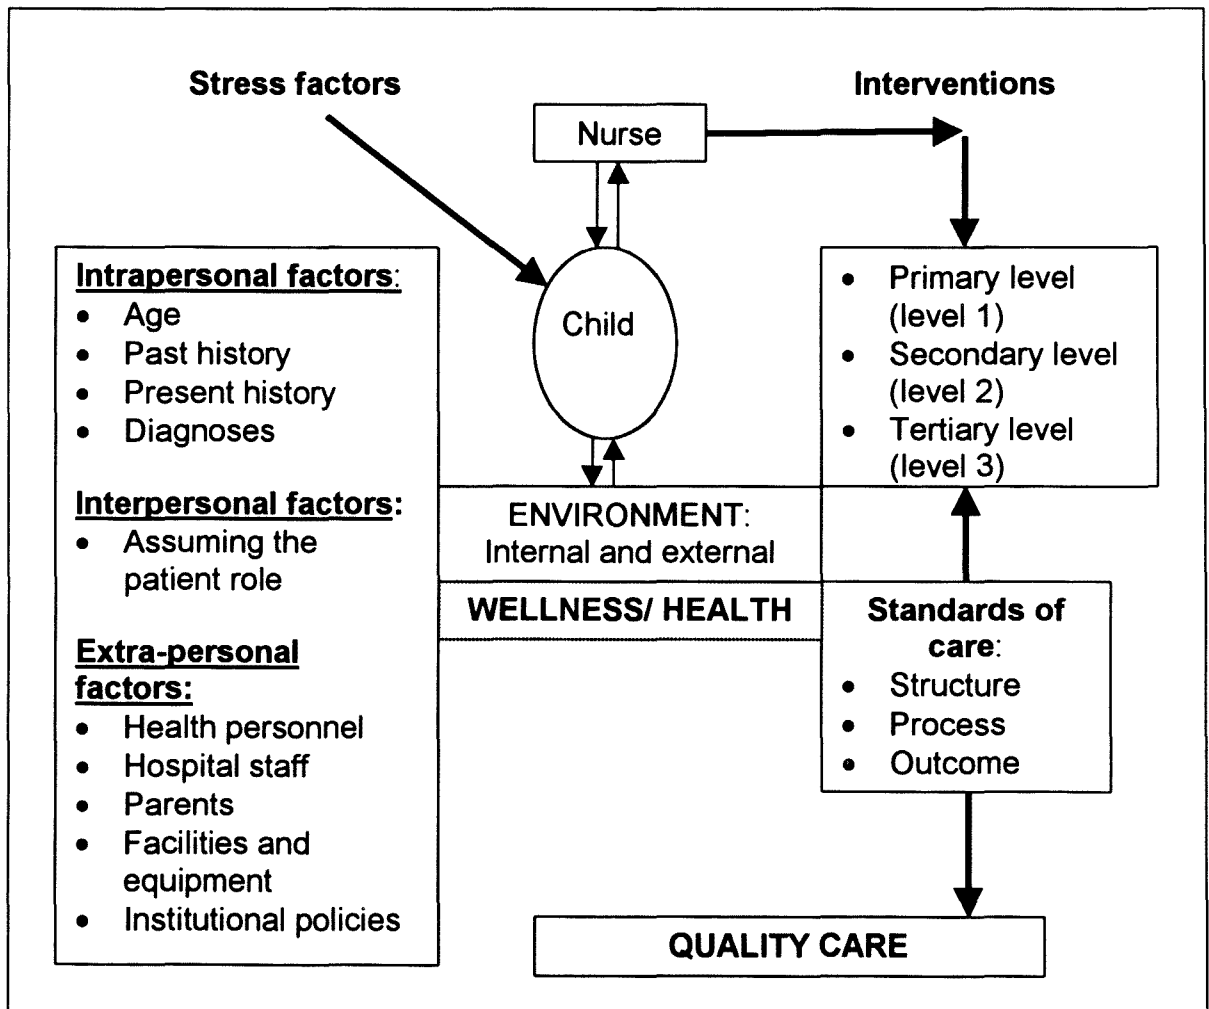 Stress factors
Interventions
Nurse
Child
Intrapersonal factors:
• Age
• Past history
• Present history
• Diagnoses
Interpersonal factors:
• Assuming the
patient role
Extra-personal
factors:
• Health personnel
• Hospital staff
• Parents
• Facilities and
equipment
• Institutional policies
• Primary level
(level 1)
• Secondary level
(level 2)
• Tertiary level
(level 3)
ENVIRONMENT:
Internal and external
WELLNESS/ HEALTH
Standards of
care:
• Structure
• Process
• Outcome
QUALITY CARE